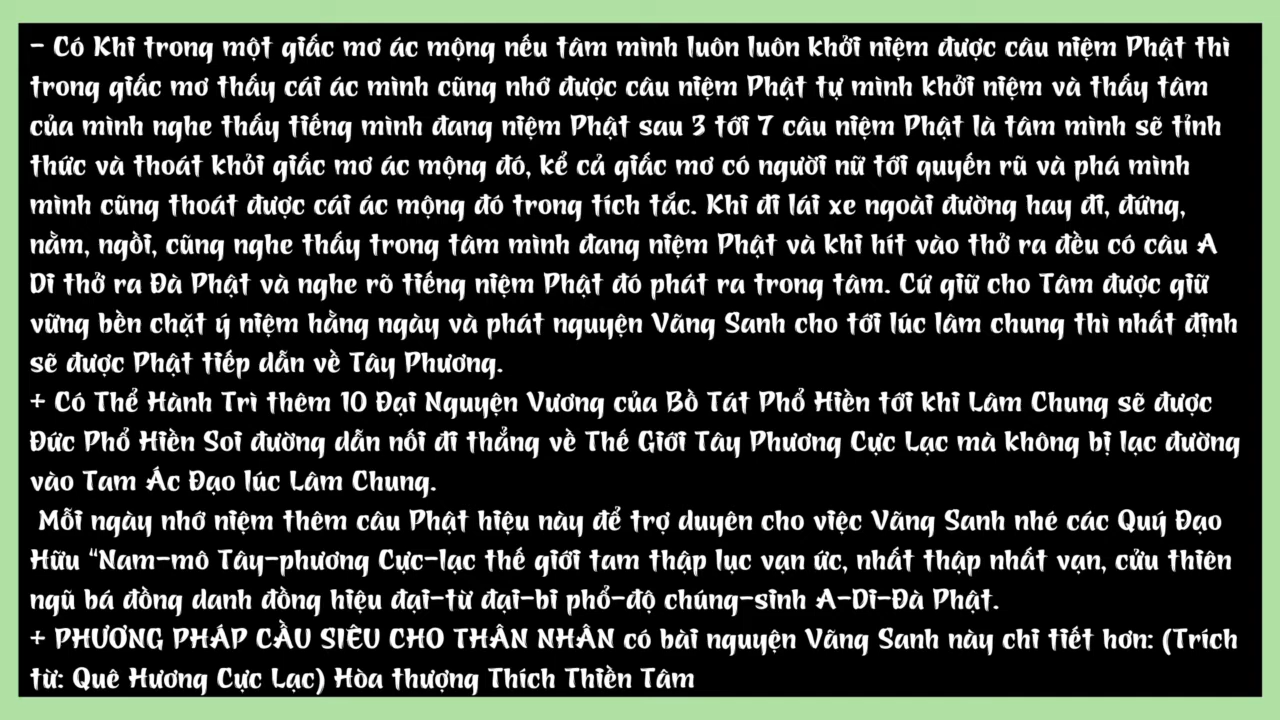 - Có Khi trong một giấc mơ ác mộng nếu tâm mình luôn luôn khởi niệm được câu niệm Phật thì
trong giấc mơ thấy cái ác mình cũng nhớ được câu niệm Phật tự mình khởi niệm và thấy tâm
của mình nghe thấy tiếng mình đang niệm Phật sau 3 tới 7 câu niệm Phật là tâm mình sẽ tỉnh
thức và thoát khỏi giấc mơ ác mộng đó, kể cả giấc mơ có người nữ tới quyến rũ và phá mình
mình cũng thoát được cái ác mộng đó trong tích tắc. Khi đi lái xe ngoài đường hay đi, đứng,
nằm, ngồi, cũng nghe thấy trong tâm mình đang niệm Phật và khi hít vào thở ra đều có câu A
Di thở ra Đà Phật và nghe rõ tiếng niệm Phật đó phát ra trong tâm. Cứ giữ cho Tâm được giữ
vững bền chặt ý niệm hằng ngày và phát nguyện Vãng Sanh cho tới lúc lâm chung thì nhất định
sẽ được Phật tiếp dẫn về Tây Phương.
+ Có Thể Hành Trì thêm 10 Đại Nguyện Vương của Bồ Tát Phổ Hiền tới khi Lâm Chung sẽ được
Đức Phổ Hiền Soi đường dẫn nối đi thẳng về Thế Giới Tây Phương Cực Lạc mà không bị lạc đường
vào Tam Ác Đạo lúc Lâm Chung.
Mỗi ngày nhớ niệm thêm câu Phật hiệu này để trợ duyên cho việc Vãng Sanh nhé các Quý Đạo
Hữu “Nam-mô Tây-phương Cực-lạc thế giới tam thập lục vạn ức, nhất thập nhất vạn, cửu thiên
ngũ bá đồng danh đồng hiệu đại-từ đại-bi phổ-độ chúng-sinh A-Di-Đà Phật.
+ PHƯƠNG PHÁP CẦU SIÊU CHO THÂN NHÂN có bài nguyện Vãng Sanh này chi tiết hơn: (Trích
từ: Quê Hương Cực Lạc) Hòa thượng Thích Thiền Tâm